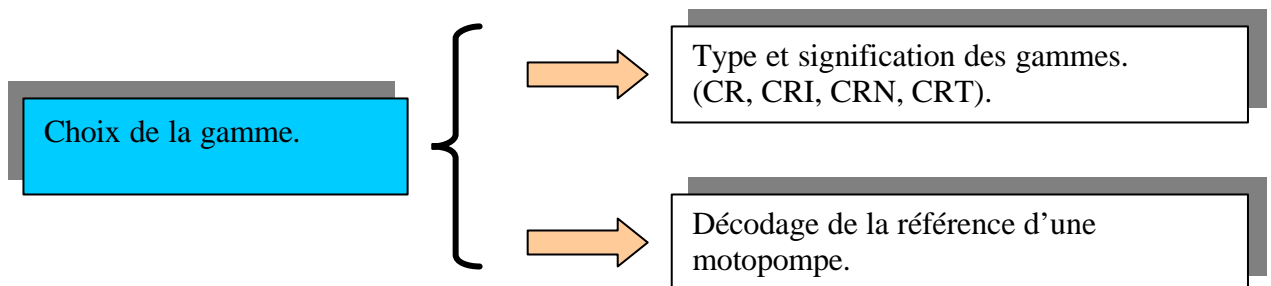 Choix de la gamme.
Type et signification des gammes.
(CR, CRI, CRN, CRT).
Décodage de la référence d’une
motopompe.